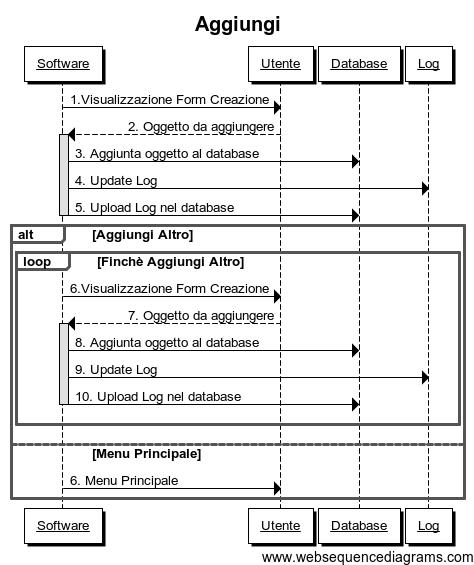 Aggiungi
Software Utente Database Log
1.Visualizzazione Form Creazione
2. Oggetto da aggiungere
3. Aggiunta oggetto al database
4. Update Log
5. Upload Log nel database
alt [Aggiungi Altro]
loop [Finchè Aggiungi Altro]
6.Visualizzazione Form Creazione
7. Oggetto da aggiungere
8. Aggiunta oggetto al database
9. Update Log
10. Upload Log nel database
[Menu Principale]
6. Menu Principale
Software Utente Database Log
www.websequencediagrams.com